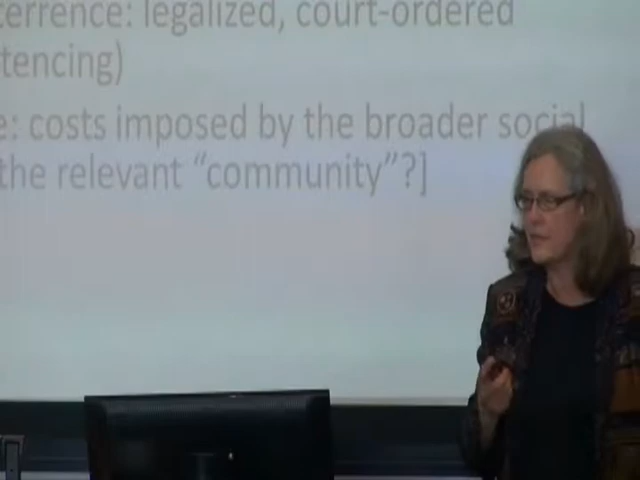 terrence: legalized, court-ordered
tencing)
e: costs imposed by the broader social
the relevant “community”?]